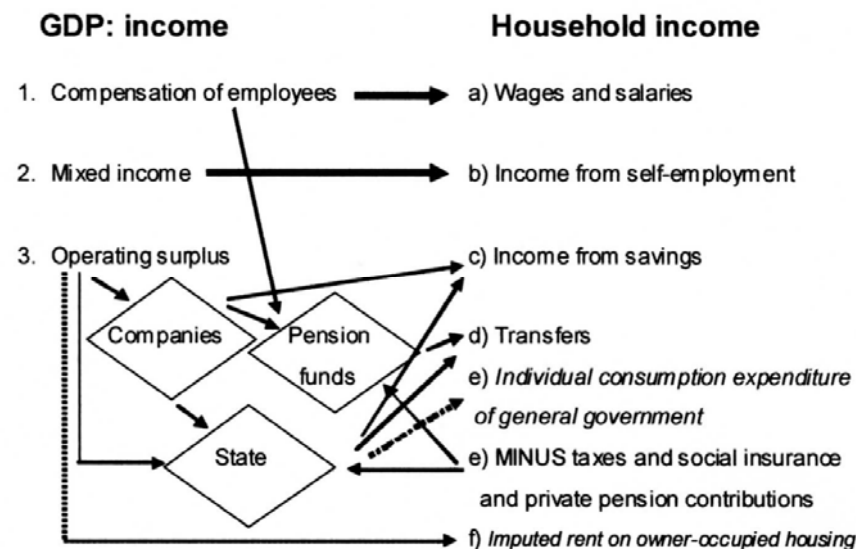 GDP: income
Household income
1. Compensation of employees
a) Wages and salaries
2. Mixed income
b) Income from self-employment
3. Operating surplus
c) Income from savings
Companies
Pension
funds
d) Transfers
e) Individual consumption expenditure
of general government
State
e) MINUS taxes and social insurance
and private pension contributions
f) Imputed rent on owner-occupied housing